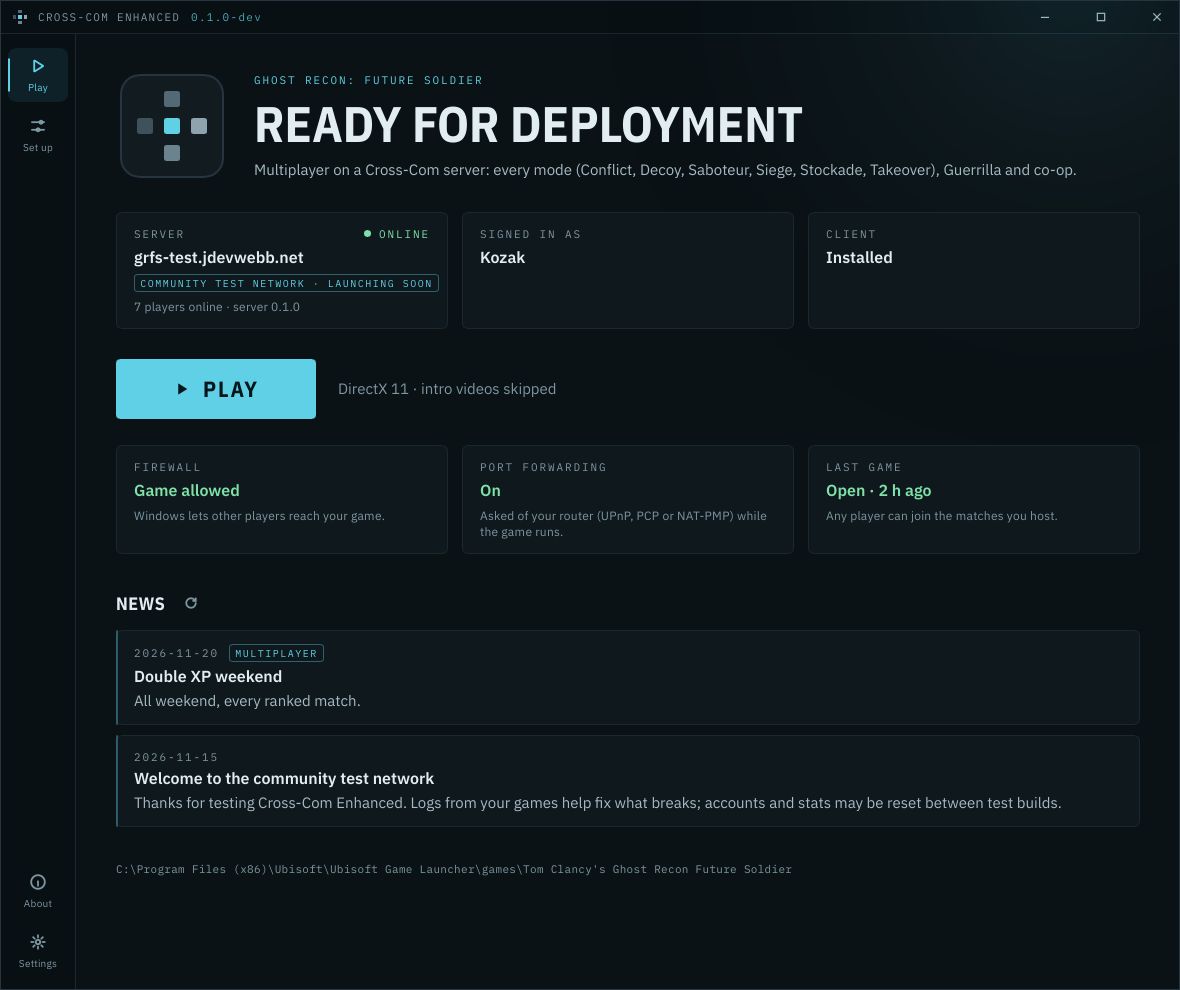 CROSS-COM ENHANCED 0.1.0-dev
Play
Set up
GHOST RECON: FUTURE SOLDIER
READY FOR DEPLOYMENT
Multiplayer on a Cross-Com server: every mode (Conflict, Decoy, Saboteur, Siege, Stockade, Takeover), Guerrilla and co-op.
SERVER
ONLINE
grfs-test.jdevwebb.net
COMMUNITY TEST NETWORK · LAUNCHING SOON
7 players online · server 0.1.0
SIGNED IN AS
Kozak
CLIENT
Installed
PLAY
DirectX 11 · intro videos skipped
FIREWALL
Game allowed
Windows lets other players reach your game.
PORT FORWARDING
On
Asked of your router (UPnP, PCP or NAT-PMP) while
the game runs.
LAST GAME
Open · 2 h ago
Any player can join the matches you host.
NEWS
2026-11-20 MULTIPLAYER
Double XP weekend
All weekend, every ranked match.
2026-11-15
Welcome to the community test network
Thanks for testing Cross-Com Enhanced. Logs from your games help fix what breaks; accounts and stats may be reset between test builds.
C:\Program Files (x86)\Ubisoft\Ubisoft Game Launcher\games\Tom Clancy's Ghost Recon Future Soldier
About
Settings